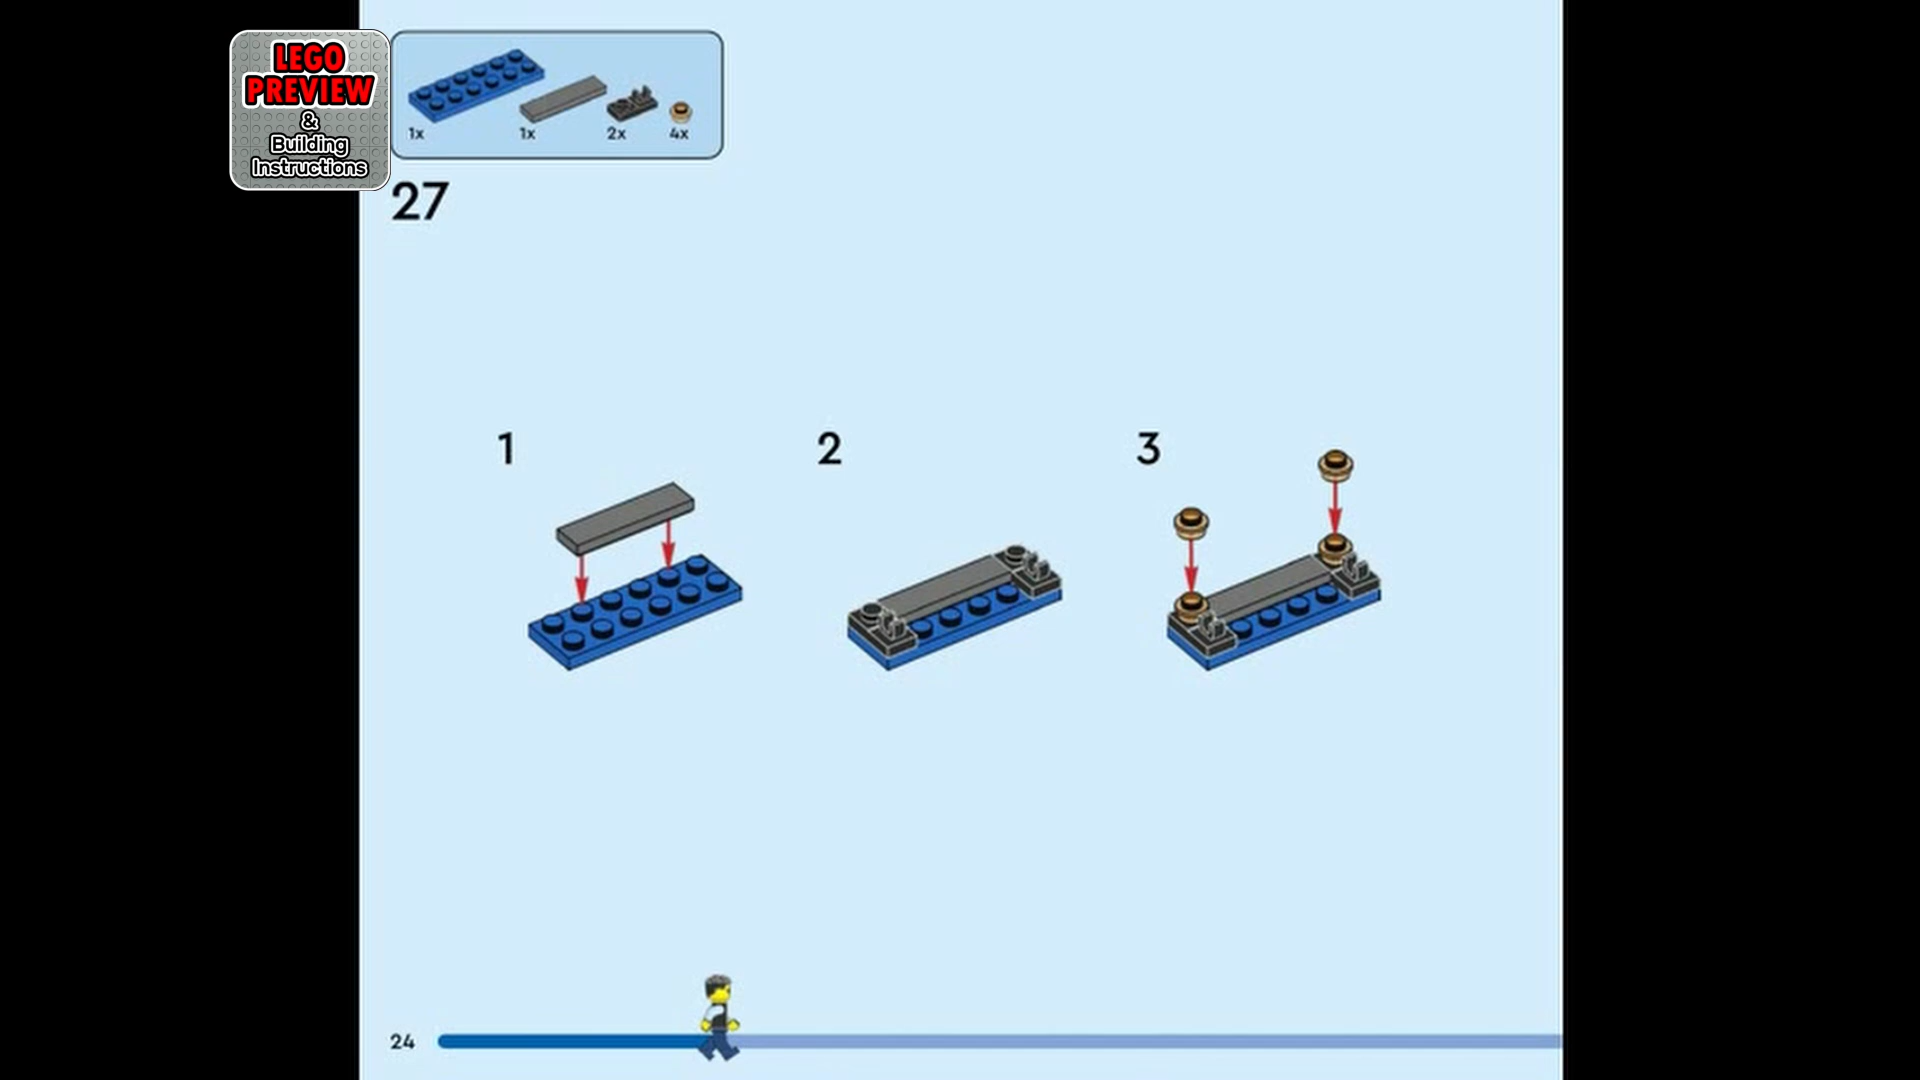 LEGO
PREVIEW
&
Building
Instructions
1x 1x 2x 4x
27
1 2 3
24